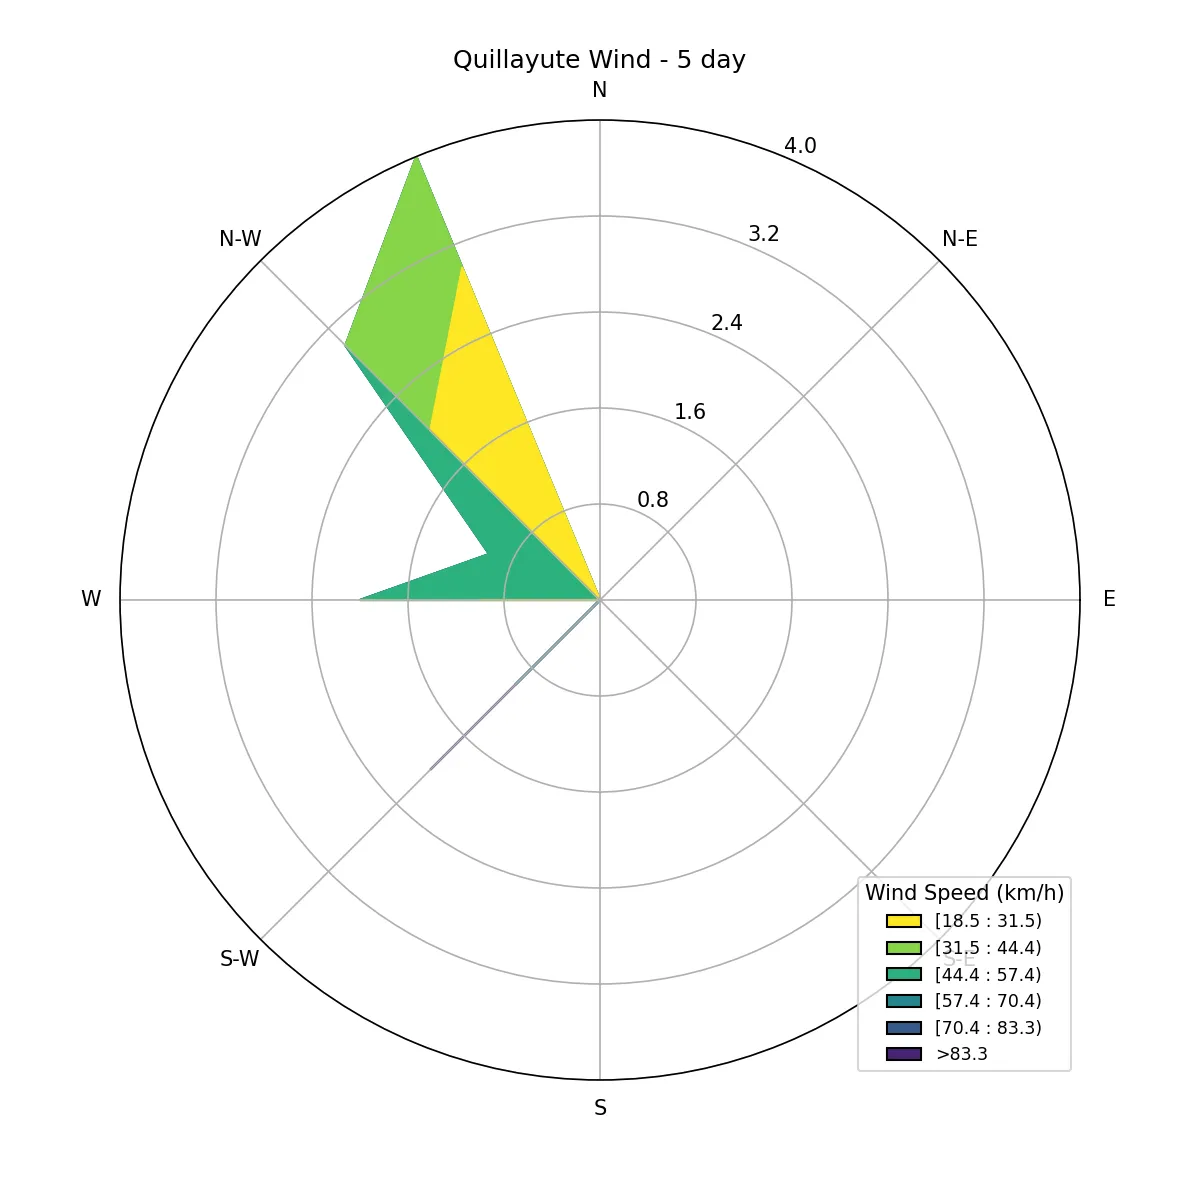 Quillayute Wind - 5 day
N
4.0
3.2
N-W
N-E
2.4
1.6
0.8
W
E
S-W
S-E
S
Wind Speed (km/h)
[18.5 : 31.5)
[31.5 : 44.4)
[44.4 : 57.4)
[57.4 : 70.4)
[70.4 : 83.3)
>83.3